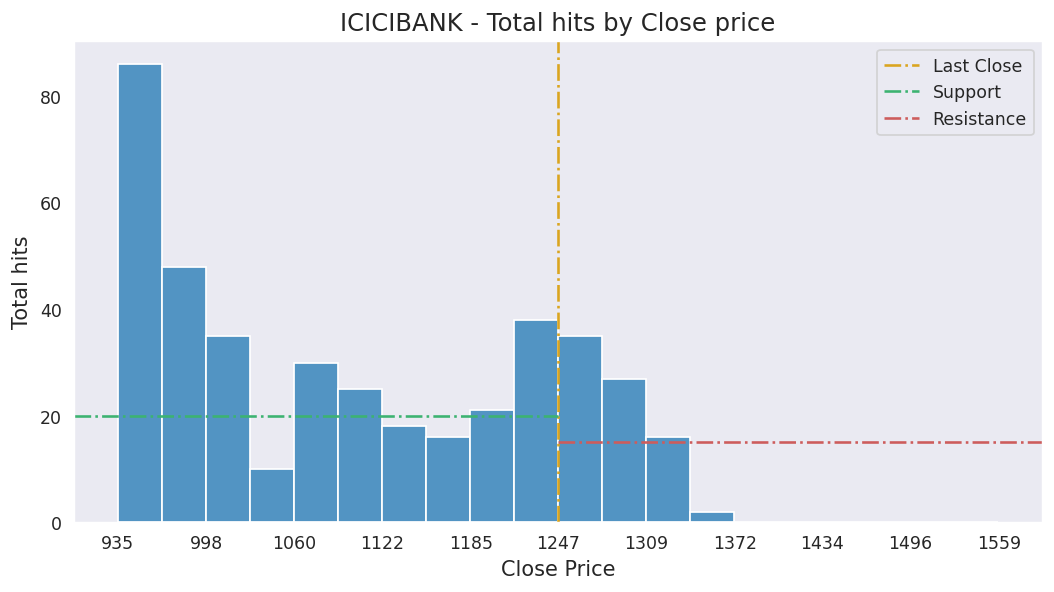 ICICIBANK - Total hits by Close price
Last Close
Support
Resistance
Total hits
80
60
40
20
0
935 998 1060 1122 1185 1247 1309 1372 1434 1496 1559
Close Price